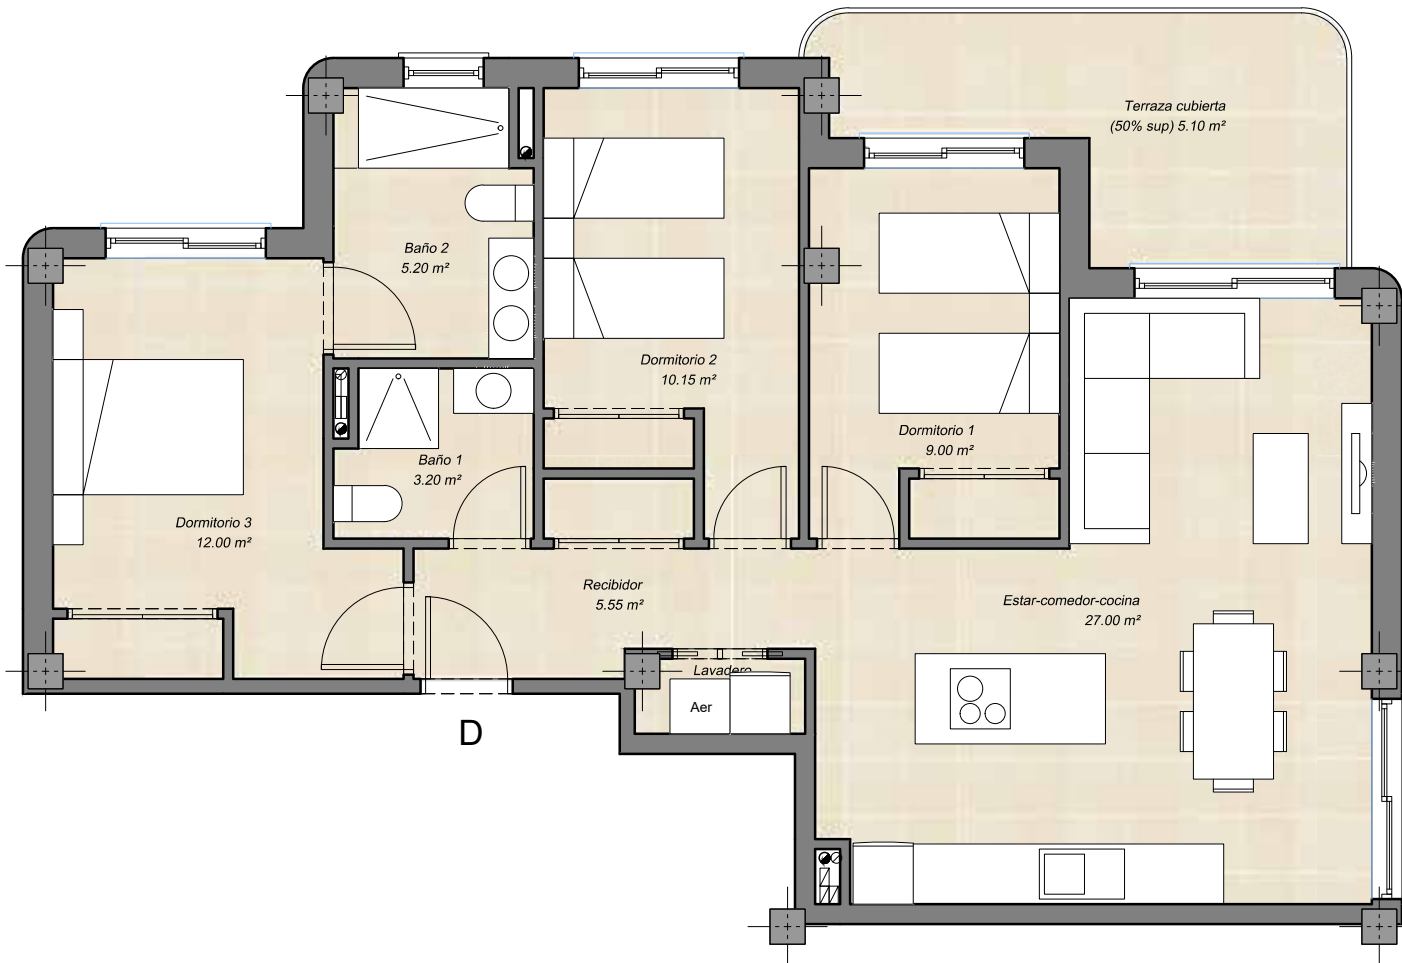 Terraza cubierta
(50% sup) 5.10 m²
Baño 2
5.20 m²
Dormitorio 2
10.15 m²
Dormitorio 1
9.00 m²
Baño 1
3.20 m²
Dormitorio 3
12.00 m²
Recibidor
5.55 m²
Estar-comedor-cocina
27.00 m²
Lavadero
Aer
D